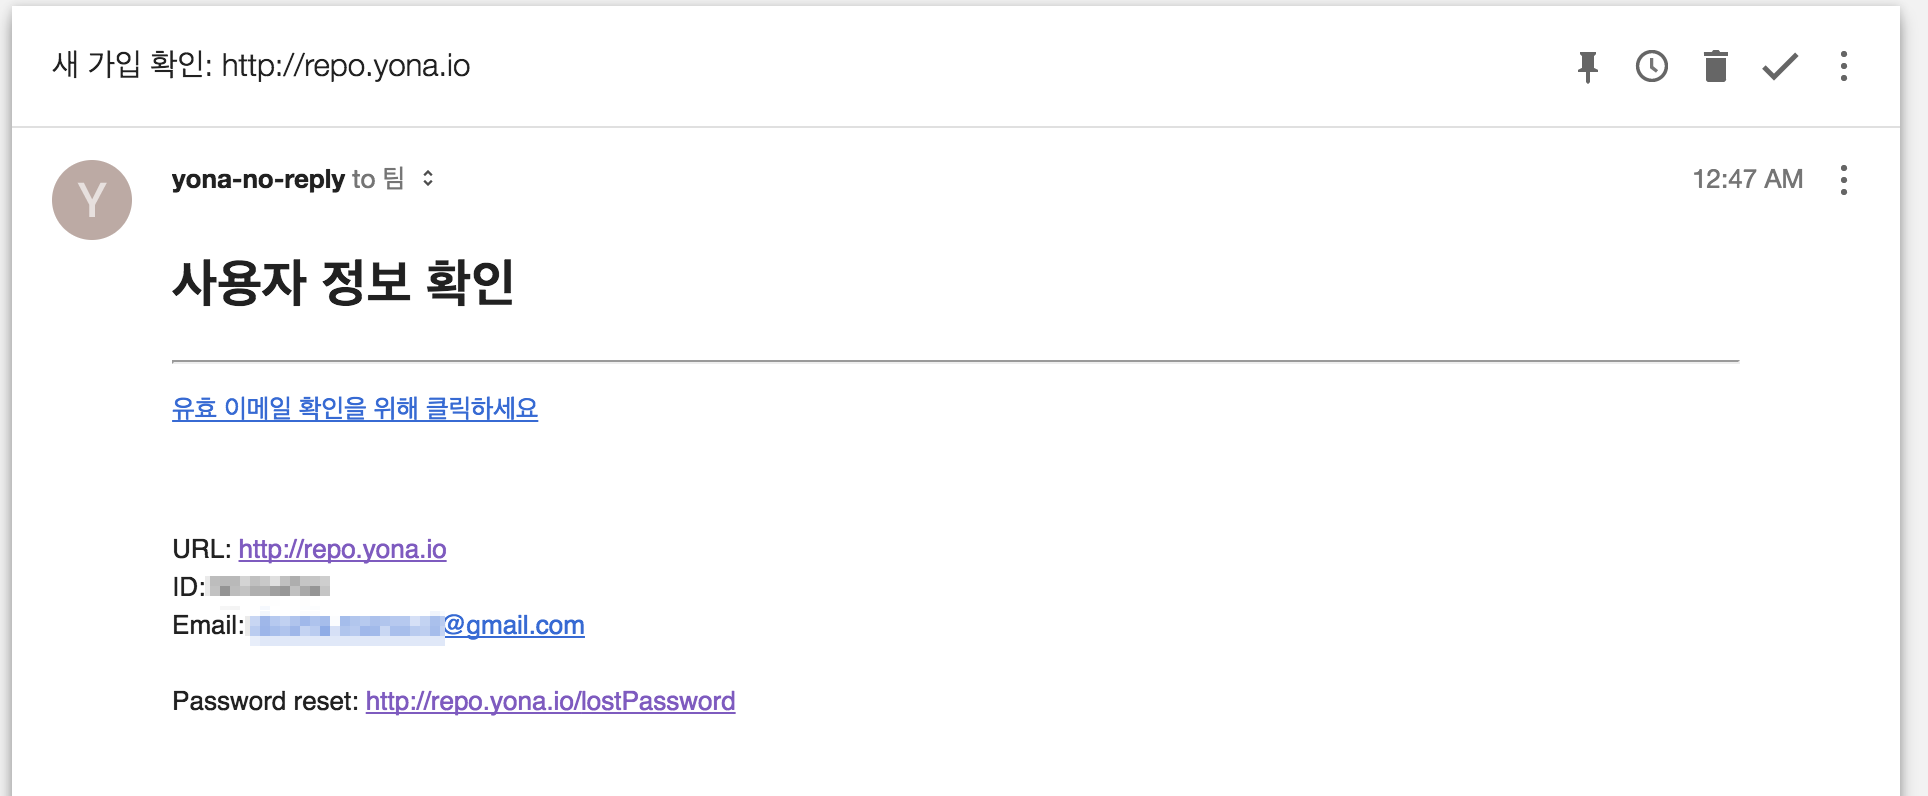 새 가입 확인: http://repo.yona.io
Y
yona-no-reply to 팀
12:47 AM
사용자 정보 확인
유효 이메일 확인을 위해 클릭하세요
URL: http://repo.yona.io
ID:
Email: @gmail.com
Password reset: http://repo.yona.io/lostPassword